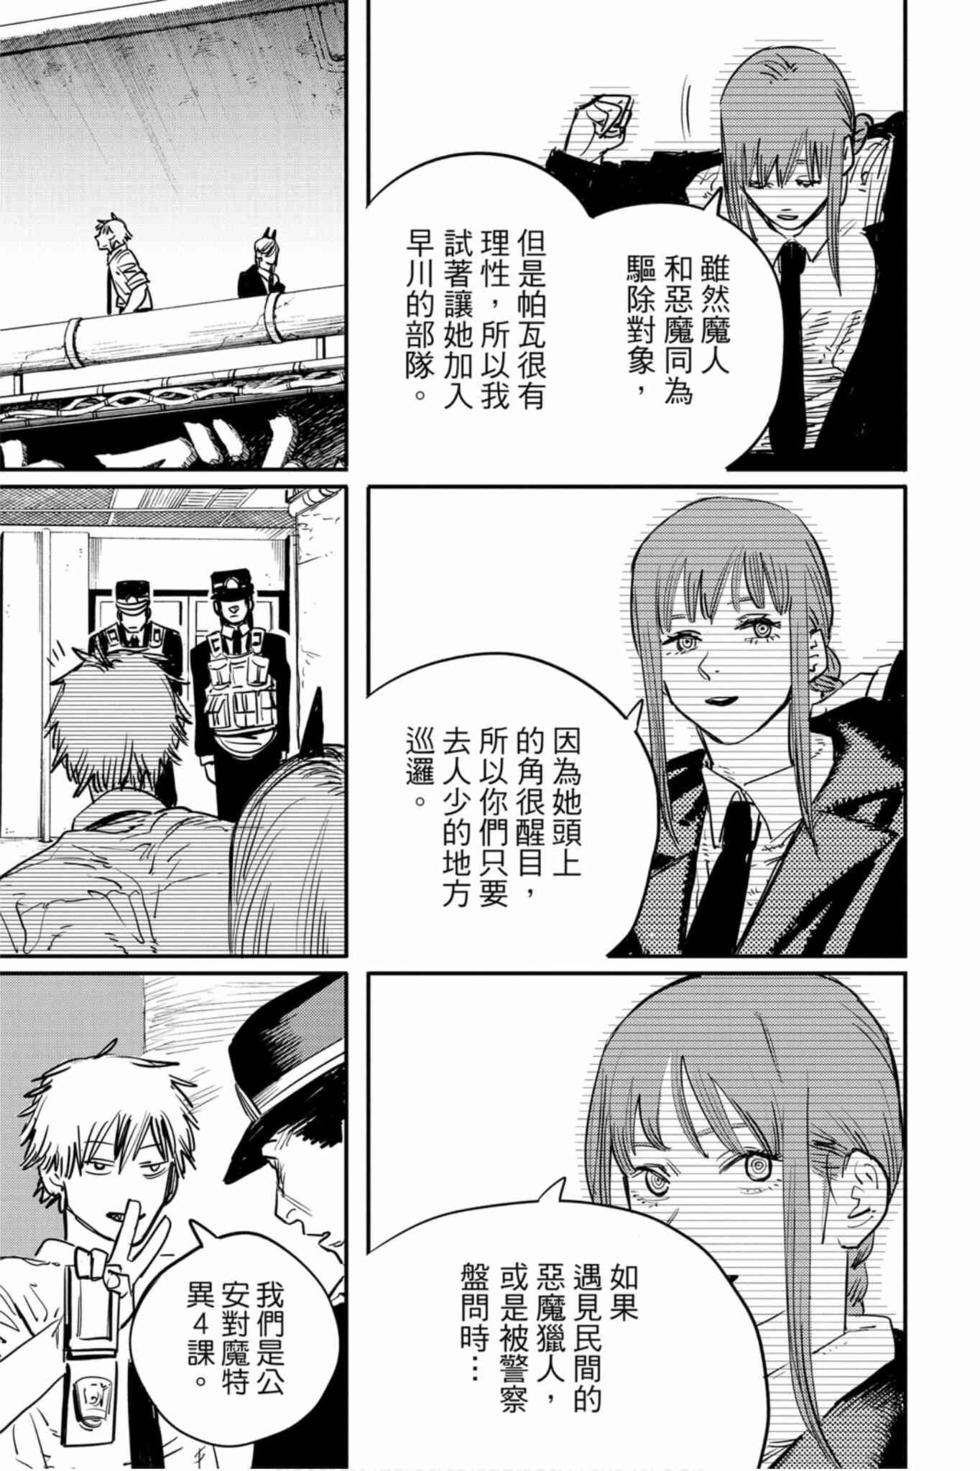 雖然魔人
和惡魔同為
驅除對象，
但是帕瓦很有
理性，所以我
試著讓她加入
早川的部隊。
因為她頭上
的角很醒目，
所以你們只要
去人少的地方
巡邏。
如果
遇見民間的
惡魔獵人，
或是被警察
盤問時…
我們是公
安對魔特
異4課。